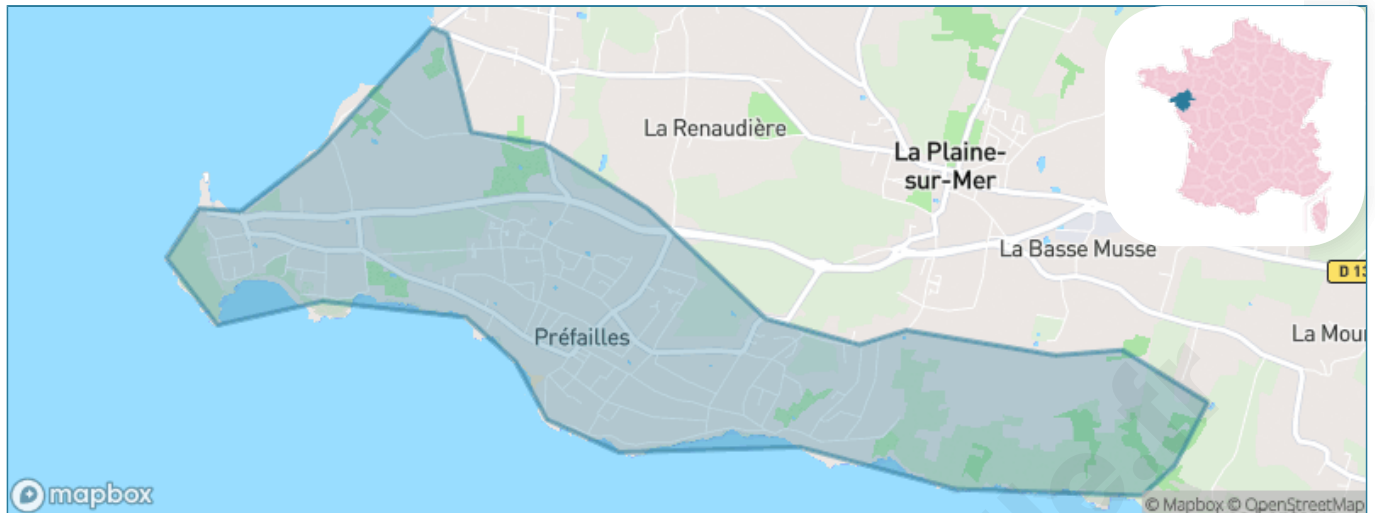 La Renaudière
La Plaine-
sur-Mer
La Basse Musse
D 13
La Mour
Préfailles
mapbox
© Mapbox © OpenStreetMap